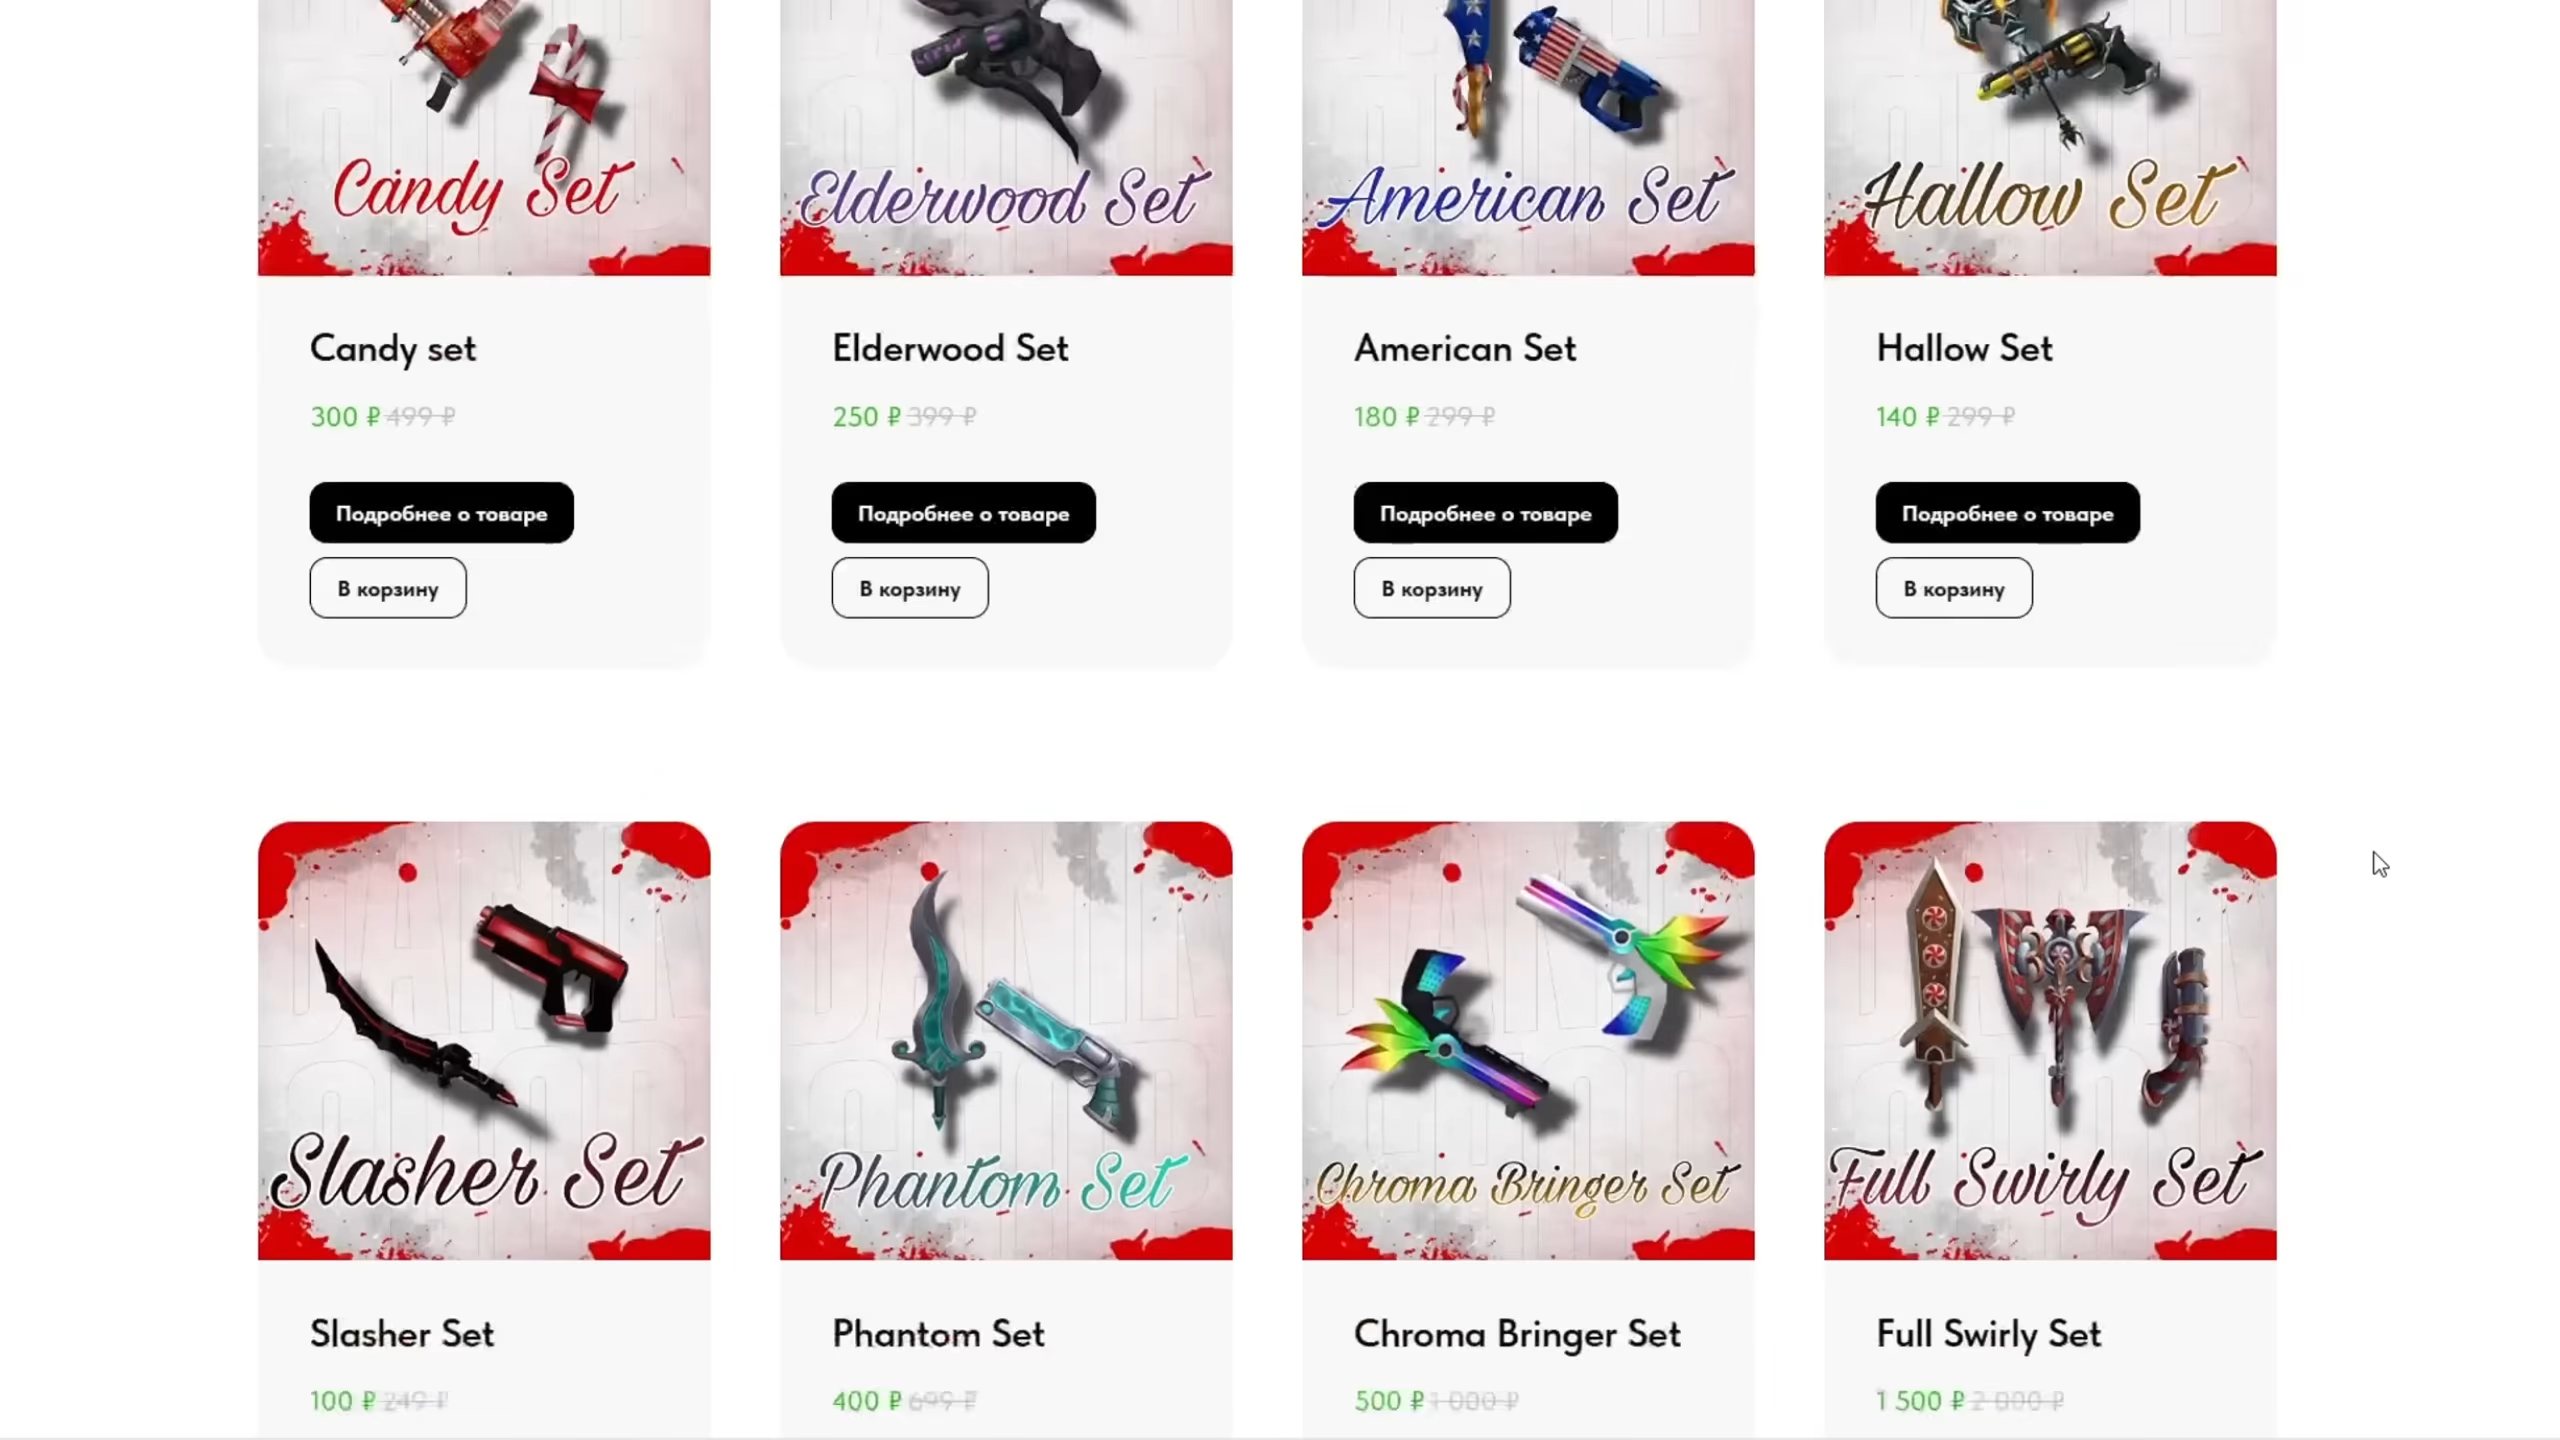 Candy Set
Elderwood Set
American Set
Hallow Set
Candy set
Elderwood Set
American Set
Hallow Set
300 ₽ 499 ₽
250 ₽ 399 ₽
180 ₽ 299 ₽
140 ₽ 299 ₽
Подробнее о товаре
Подробнее о товаре
Подробнее о товаре
Подробнее о товаре
В корзину
В корзину
В корзину
В корзину
Slasher Set
Phantom Set
Chroma Bringer Set
Full Swirly Set
Slasher Set
Phantom Set
Chroma Bringer Set
Full Swirly Set
100 ₽ 249 ₽
400 ₽ 699 ₽
500 ₽ 1 000 ₽
1 500 ₽ 2 000 ₽